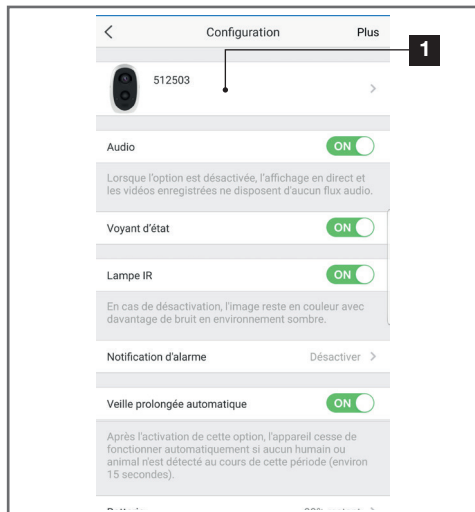 Configuration Plus
1
512503
Audio ON
Lorsque l'option est désactivée, l'affichage en direct et
les vidéos enregistrées ne disposent d'aucun flux audio.
Voyant d'état ON
Lampe IR ON
En cas de désactivation, l'image reste en couleur avec
davantage de bruit en environnement sombre.
Notification d'alarme Désactiver
Veille prolongée automatique ON
Après l'activation de cette option, l'appareil cesse de
fonctionner automatiquement si aucun humain ou
animal n'est détecté au cours de cette période (environ
15 secondes).